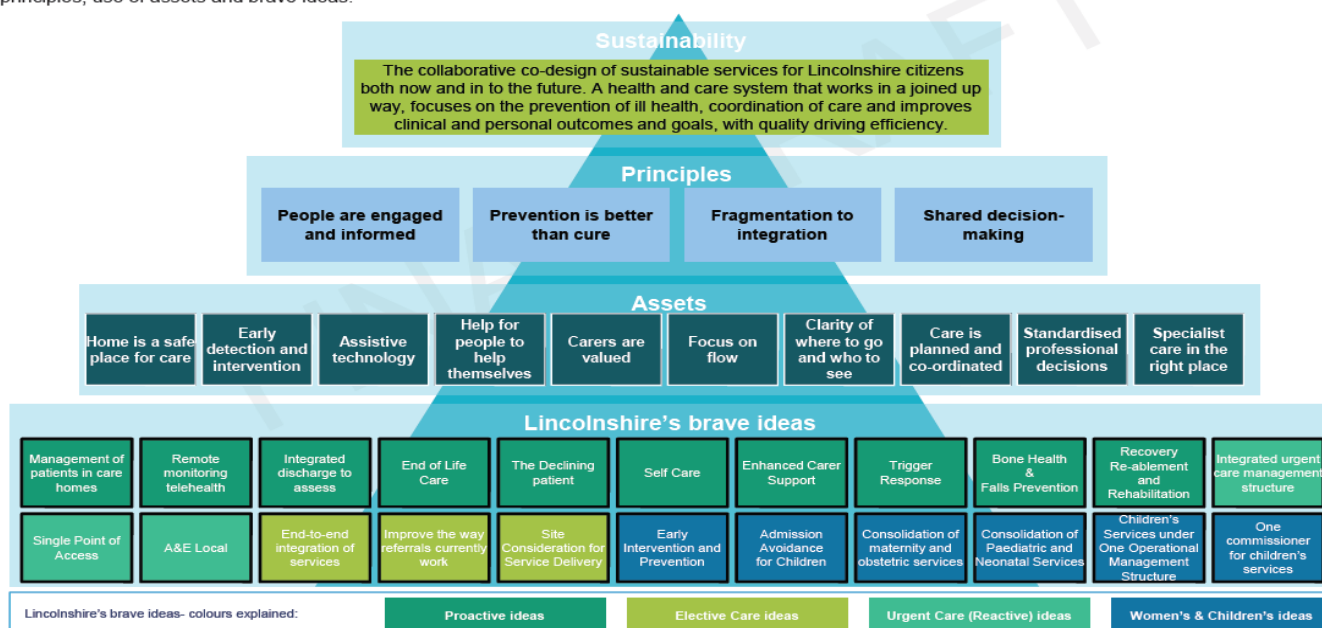 principles, use of assets and brave ideas.
Sustainability
The collaborative co-design of sustainable services for Lincolnshire citizens
both now and in to the future. A health and care system that works in a joined up
way, focuses on the prevention of ill health, coordination of care and improves
clinical and personal outcomes and goals, with quality driving efficiency.
Principles
People are engaged
and informed
Prevention is better
than cure
Fragmentation to
integration
Shared decision-
making
Assets
Home is a safe
place for care
Early
detection and
intervention
Assistive
technology
Help for
people to
help
themselves
Carers are
valued
Focus on
flow
Clarity of
where to go
and who to
see
Care is
planned and
co-ordinated
Standardised
professional
decisions
Specialist
care in the
right place
Lincolnshire's brave ideas
Management of
patients in care
homes
Remote
monitoring
telehealth
Integrated
discharge to
assess
End of Life
Care
The Declining
patient
Self Care
Enhanced Carer
Support
Trigger
Response
Bone Health
&
Falls Prevention
Recovery
Re-ablement
and
Rehabilitation
Integrated urgent
care management
structure
Single Point of
Access
A&E Local
End-to-end
integration of
services
Improve the way
referrals currently
work
Site
Consideration for
Service Delivery
Early
Intervention and
Prevention
Admission
Avoidance
for Children
Consolidation of
maternity and
obstetric services
Consolidation of
Paediatric and
Neonatal Services
Children's
Services under
One Operational
Management
Structure
One
commissioner
for children's
services
Lincolnshire's brave ideas- colours explained:
Proactive ideas
Elective Care ideas
Urgent Care (Reactive) ideas
Women's & Children's ideas